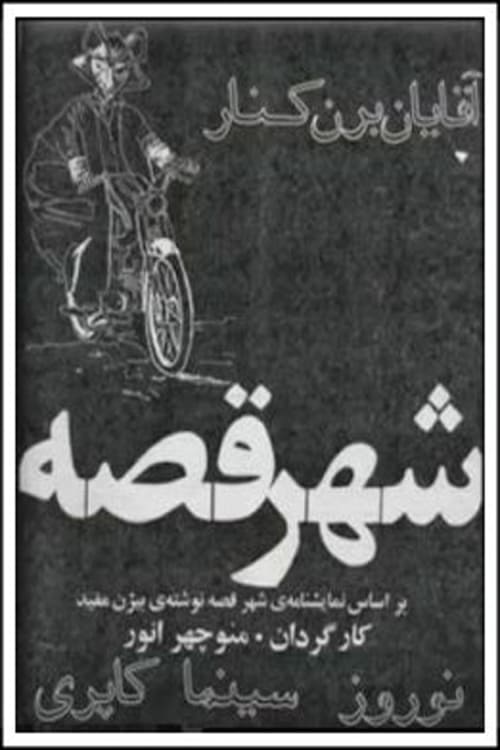 آقایان برن کنار
شهر قصه
بر اساس نمایشنامه‌ی شهر قصه نوشته‌ی بیژن مفید
کارگردان • منوچهر انور
نوروز سینما کاپری